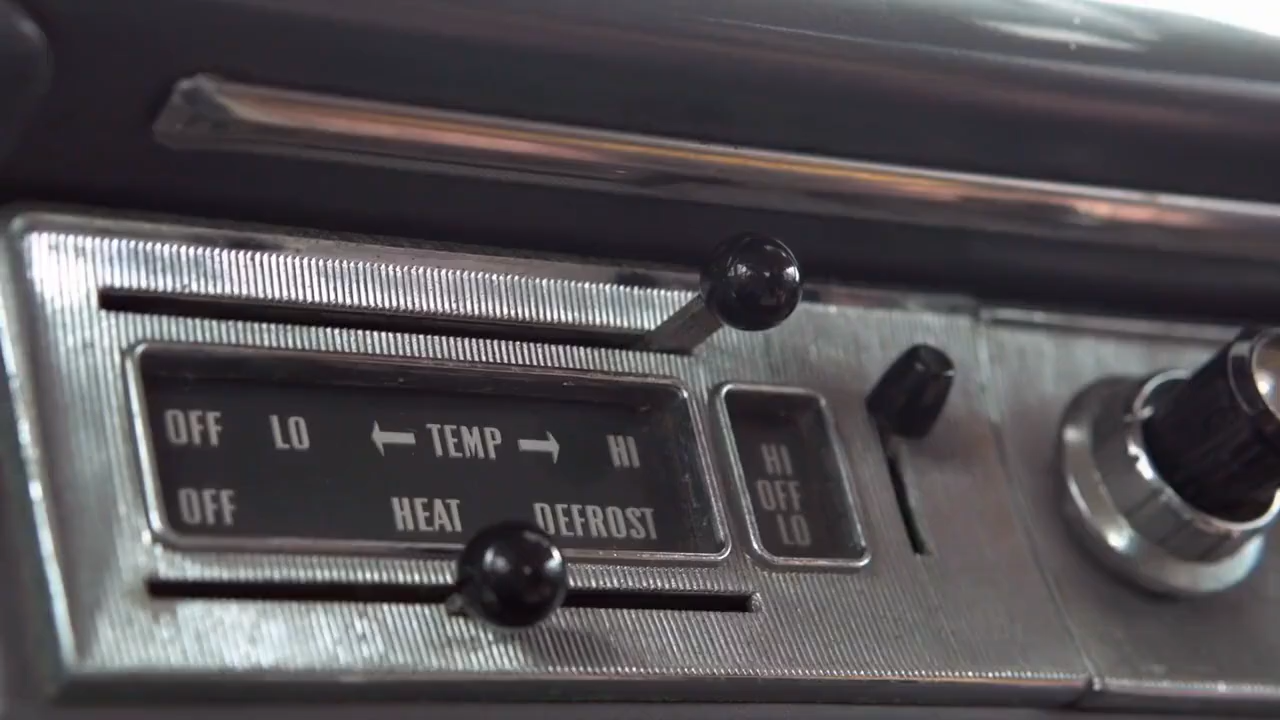 OFF LO ← TEMP → HI
OFF HEAT DEFROST
HI
OFF
LO